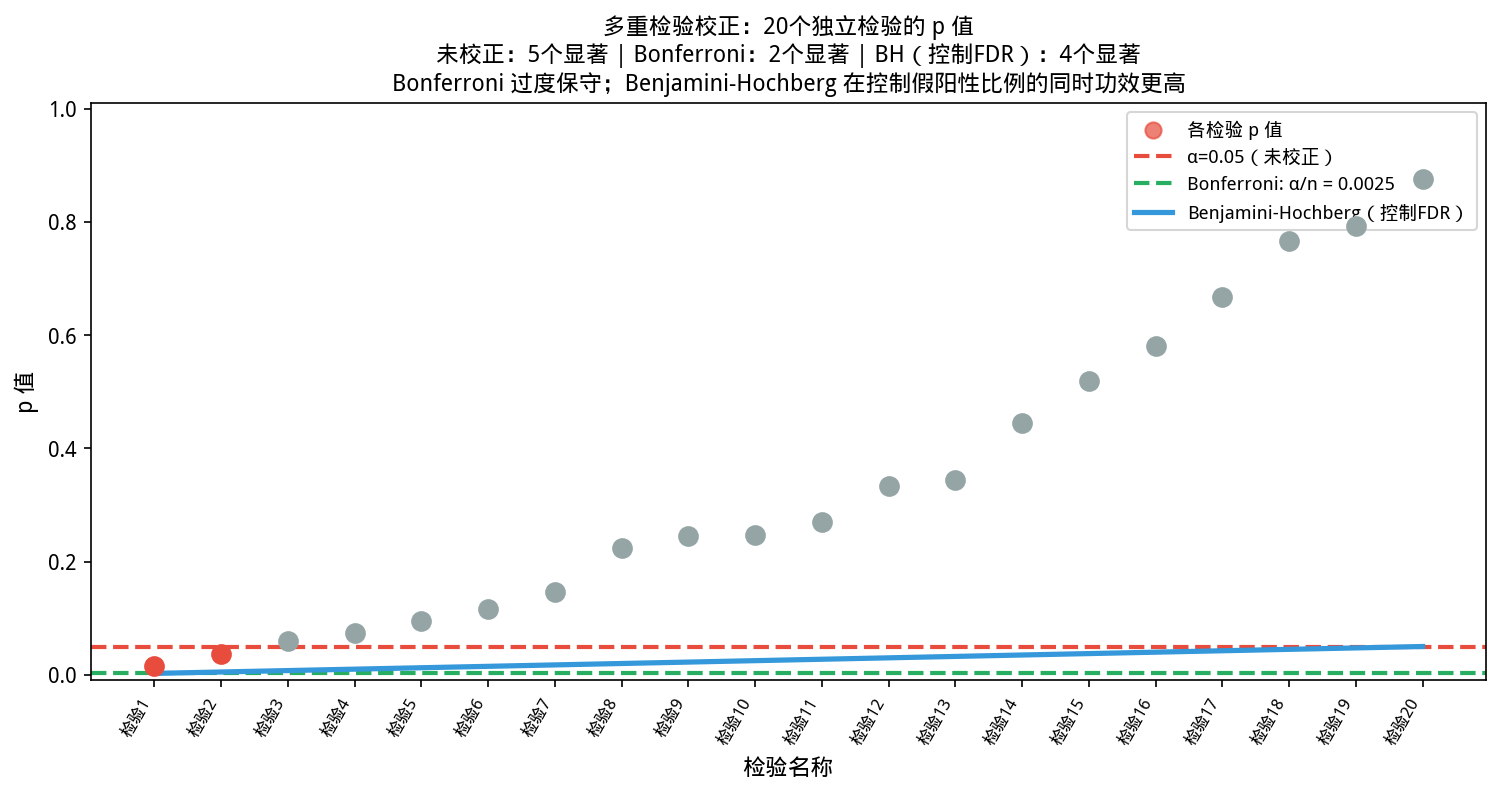 多重检验校正：20个独立检验的 p 值
未校正：5个显著 | Bonferroni：2个显著 | BH（控制FDR）：4个显著
Bonferroni 过度保守；Benjamini-Hochberg 在控制假阳性比例的同时功效更高
各检验 p 值
α=0.05（未校正）
Bonferroni: α/n = 0.0025
Benjamini-Hochberg（控制FDR）
p 值
1.0
0.8
0.6
0.4
0.2
0.0
检验1
检验2
检验3
检验4
检验5
检验6
检验7
检验8
检验9
检验10
检验11
检验12
检验13
检验14
检验15
检验16
检验17
检验18
检验19
检验20
检验名称